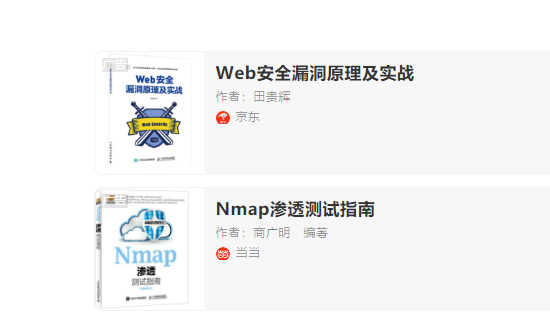 广告
Web安全
漏洞原理及实战
Web Security
Web安全漏洞原理及实战
作者：田贵辉
京东
SECURITY
Nmap
渗透
测试指南
Nmap渗透测试指南
作者：商广明 编著
当当